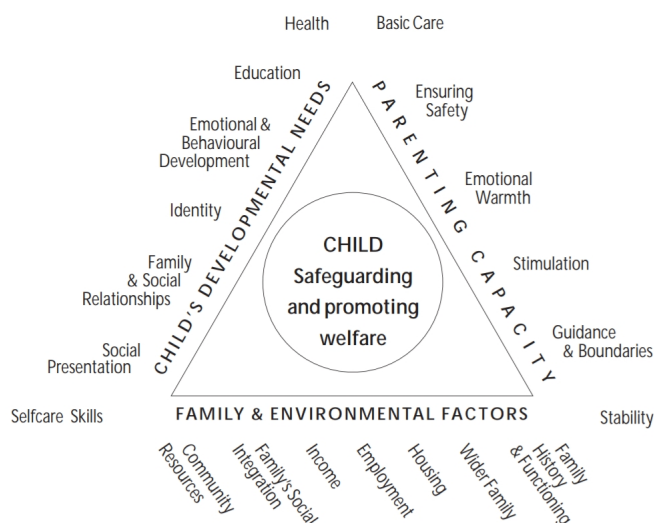 Health
Basic Care
Education
Ensuring
Safety
Emotional &
Behavioural
Development
Emotional
Warmth
Identity
Stimulation
Family
& Social
Relationships
Guidance
& Boundaries
Social
Presentation
Selfcare Skills
Stability
CHILD'S DEVELOPMENTAL NEEDS
PARENTING CAPACITY
CHILD
Safeguarding
and promoting
welfare
FAMILY & ENVIRONMENTAL FACTORS
Community
Resources
Family's Social
Integration
Income
Employment
Housing
Wider Family
Family
History
& Functioning